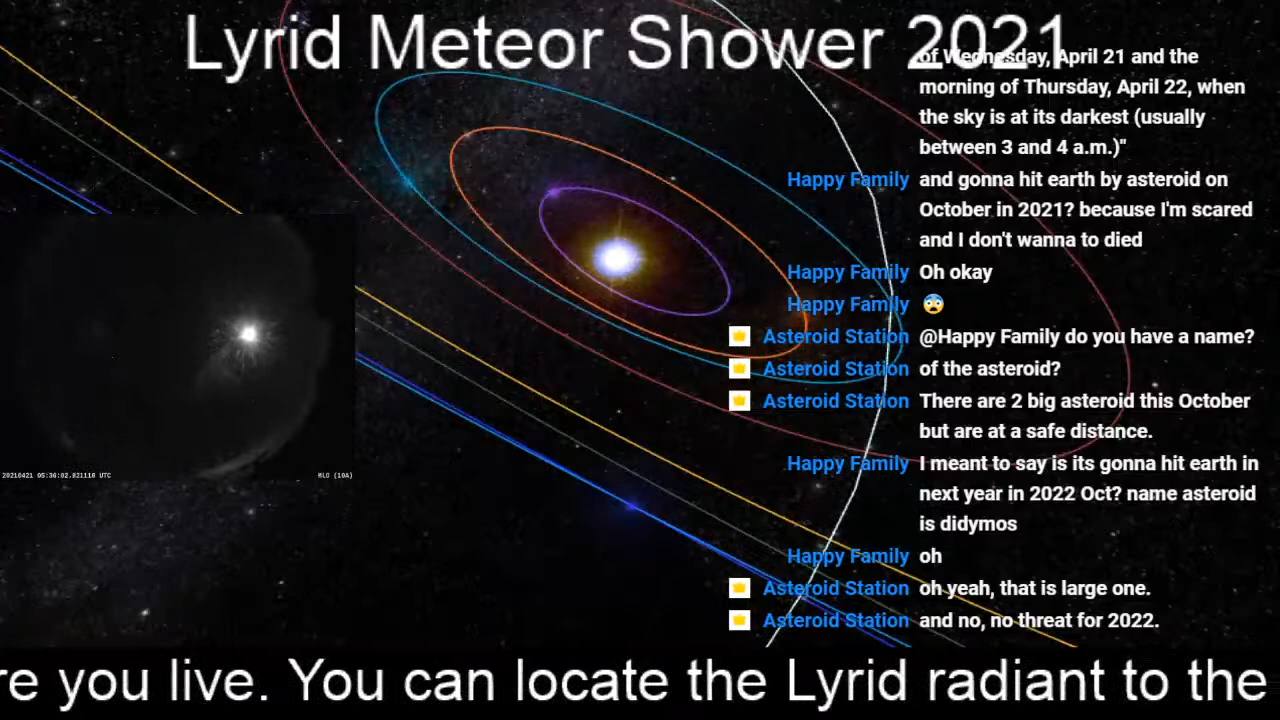 Lyrid Meteor Shower 2021
of Wednesday, April 21 and the
morning of Thursday, April 22, when
the sky is at its darkest (usually
between 3 and 4 a.m.)"
Happy Family and gonna hit earth by asteroid on
October in 2021? because I'm scared
and I don't wanna to died
Happy Family Oh okay
Happy Family 😨
Asteroid Station @Happy Family do you have a name?
Asteroid Station of the asteroid?
Asteroid Station There are 2 big asteroid this October
but are at a safe distance.
Happy Family I meant to say is its gonna hit earth in
next year in 2022 Oct? name asteroid
is didymos
Happy Family oh
Asteroid Station oh yeah, that is large one.
Asteroid Station and no, no threat for 2022.
20210421 05:36:02.821110 UTC
re you live. You can locate the Lyrid radiant to the